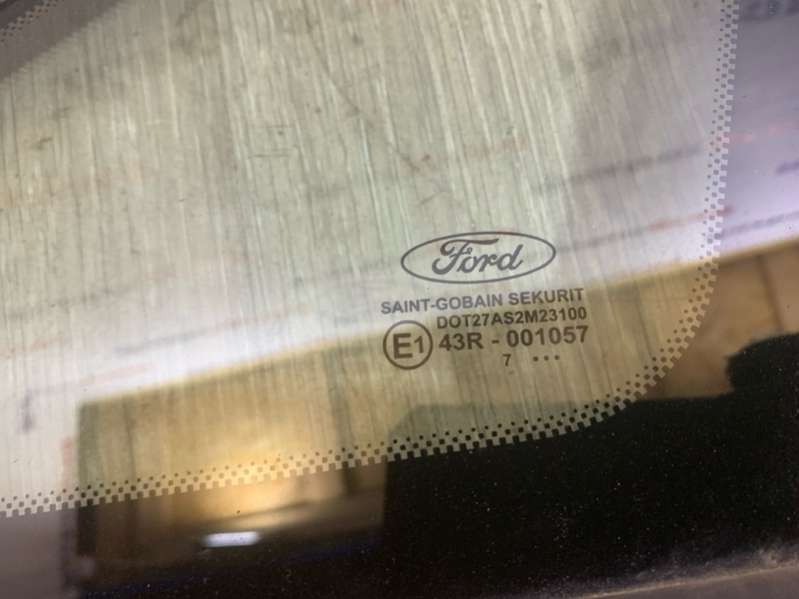 Ford
SAINT-GOBAIN SEKURIT
DOT27AS2M23100
E1 43R - 001057
7 •••